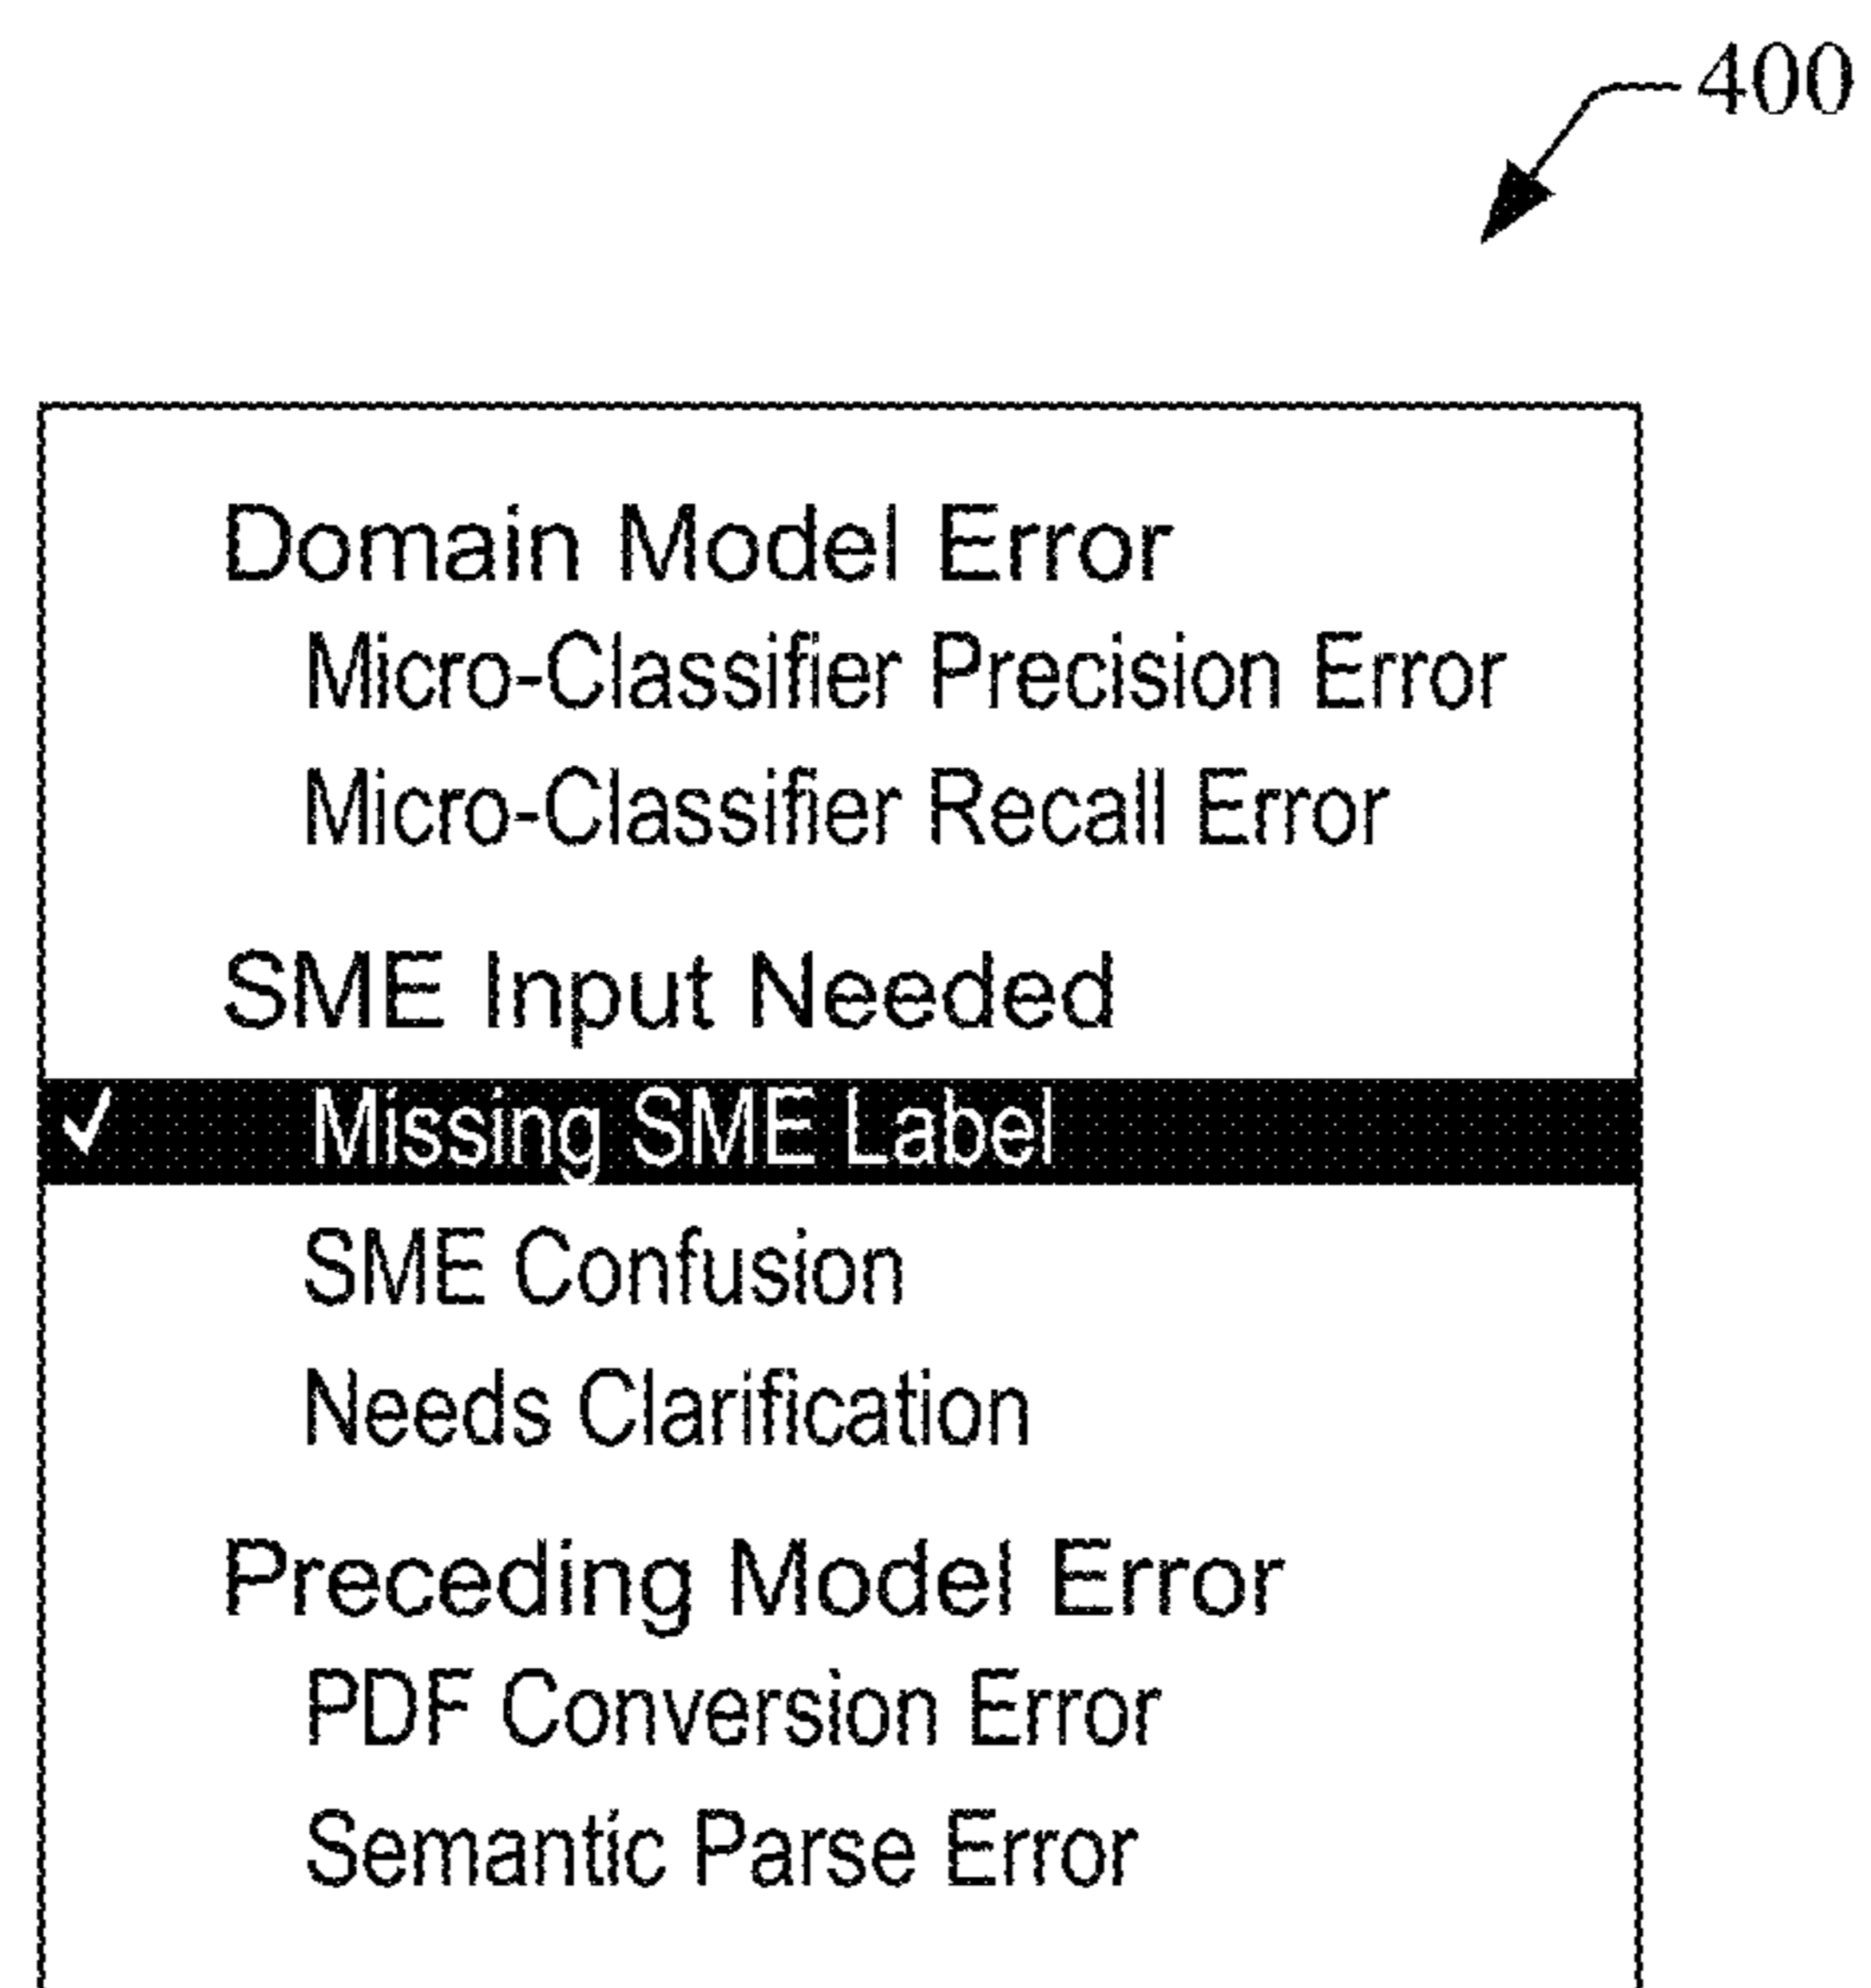 400
Domain Model Error
Micro-Classifier Precision Error
Micro-Classifier Recall Error
SME Input Needed
✓ Missing SME Label
SME Confusion
Needs Clarification
Preceding Model Error
PDF Conversion Error
Semantic Parse Error